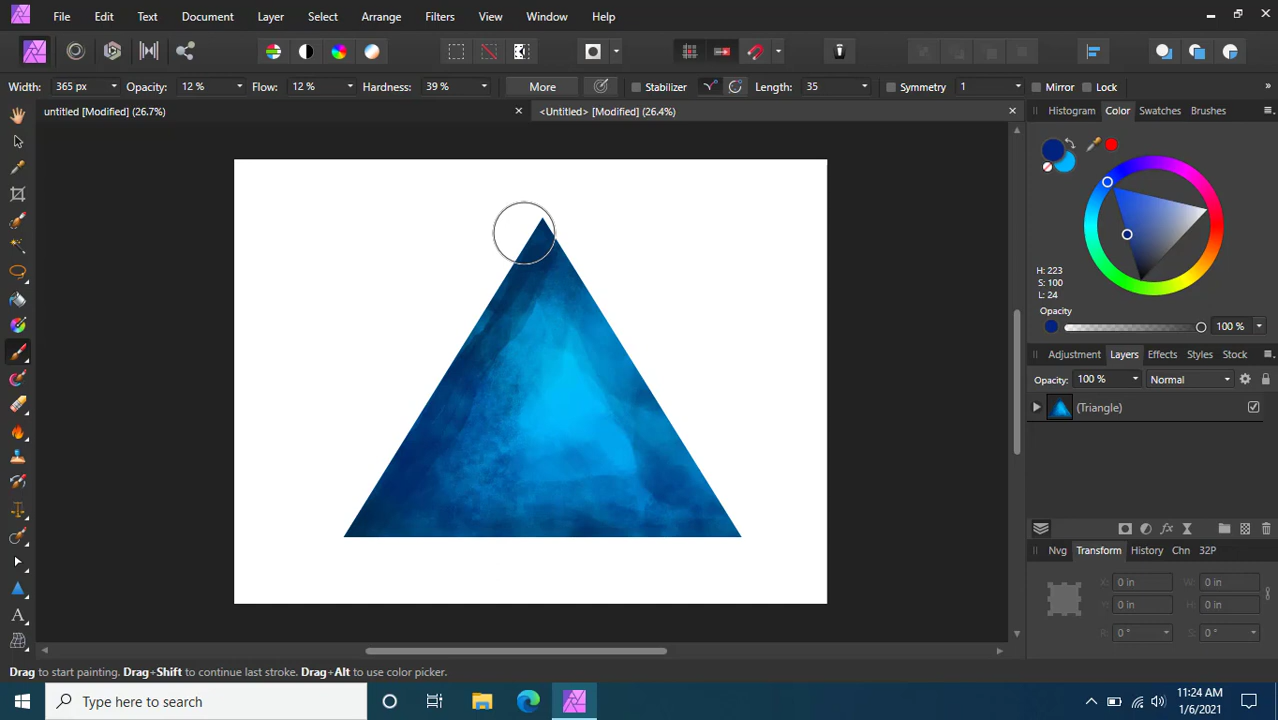 File Edit Text Document Layer Select Arrange Filters View Window Help
Width: 365 px Opacity: 12 % Flow: 12 % Hardness: 39 % More Stabilizer Length: 35 Symmetry 1 Mirror Lock »
untitled [Modified] (26.7%) <Untitled> [Modified] (26.4%)
Histogram Color Swatches Brushes
H: 223
S: 100
L: 24
Opacity
100 %
Adjustment Layers Effects Styles Stock
Opacity: 100 % Normal
(Triangle)
Nvg Transform History Chn 32P
X: 0 in W: 0 in
Y: 0 in H: 0 in
R: 0 ° S: 0 °
Drag to start painting. Drag+Shift to continue last stroke. Drag+Alt to use color picker.
Type here to search
11:24 AM
1/6/2021